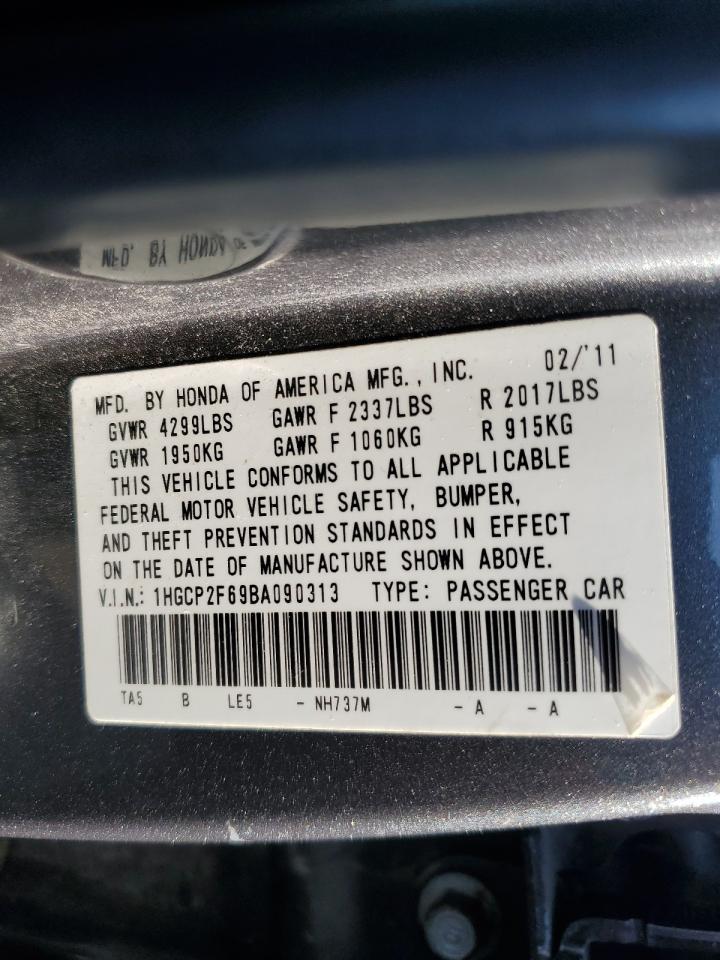 MFD. BY HONDA
MFD. BY HONDA OF AMERICA MFG., INC. 02/'11
GVWR 4299LBS GAWR F 2337LBS R 2017LBS
GVWR 1950KG GAWR F 1060KG R 915KG
THIS VEHICLE CONFORMS TO ALL APPLICABLE
FEDERAL MOTOR VEHICLE SAFETY, BUMPER,
AND THEFT PREVENTION STANDARDS IN EFFECT
ON THE DATE OF MANUFACTURE SHOWN ABOVE.
V.I.N.: 1HGCP2F69BA090313 TYPE: PASSENGER CAR
TA5 B LE5 - NH737M - A - A